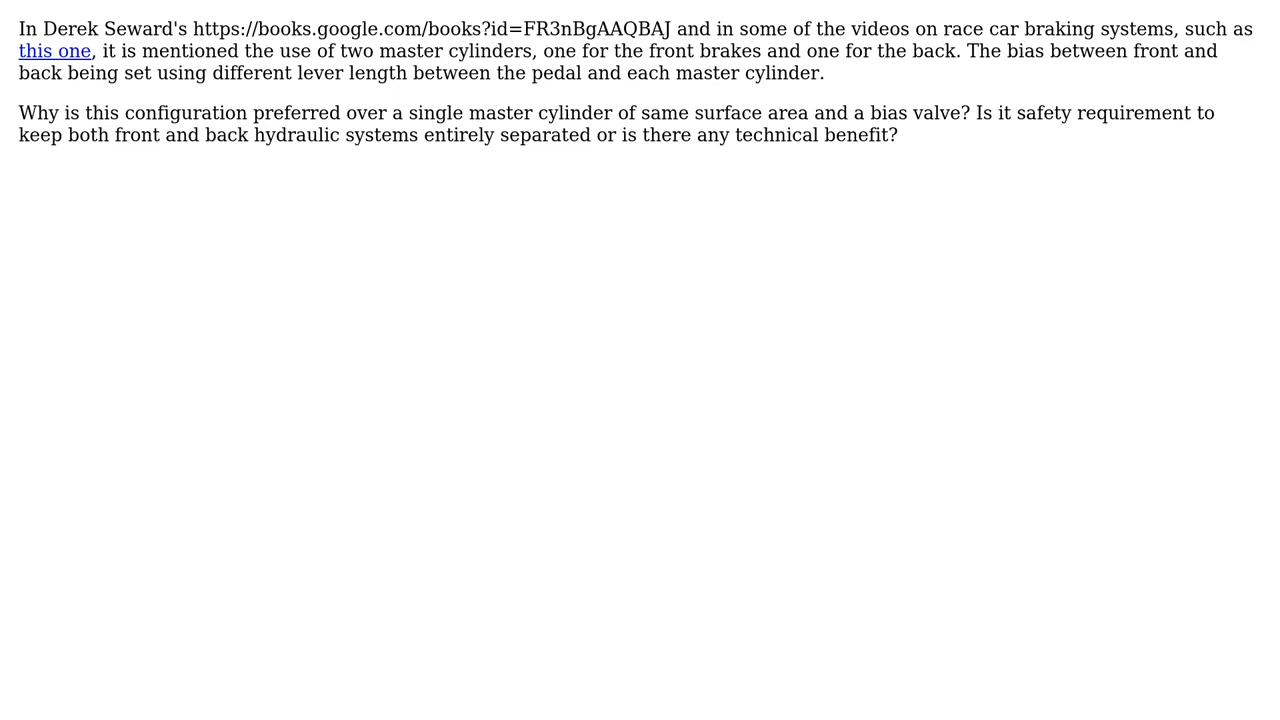 In Derek Seward's https://books.google.com/books?id=FR3nBgAAQBAJ and in some of the videos on race car braking systems, such as
this one, it is mentioned the use of two master cylinders, one for the front brakes and one for the back. The bias between front and
back being set using different lever length between the pedal and each master cylinder.
Why is this configuration preferred over a single master cylinder of same surface area and a bias valve? Is it safety requirement to
keep both front and back hydraulic systems entirely separated or is there any technical benefit?